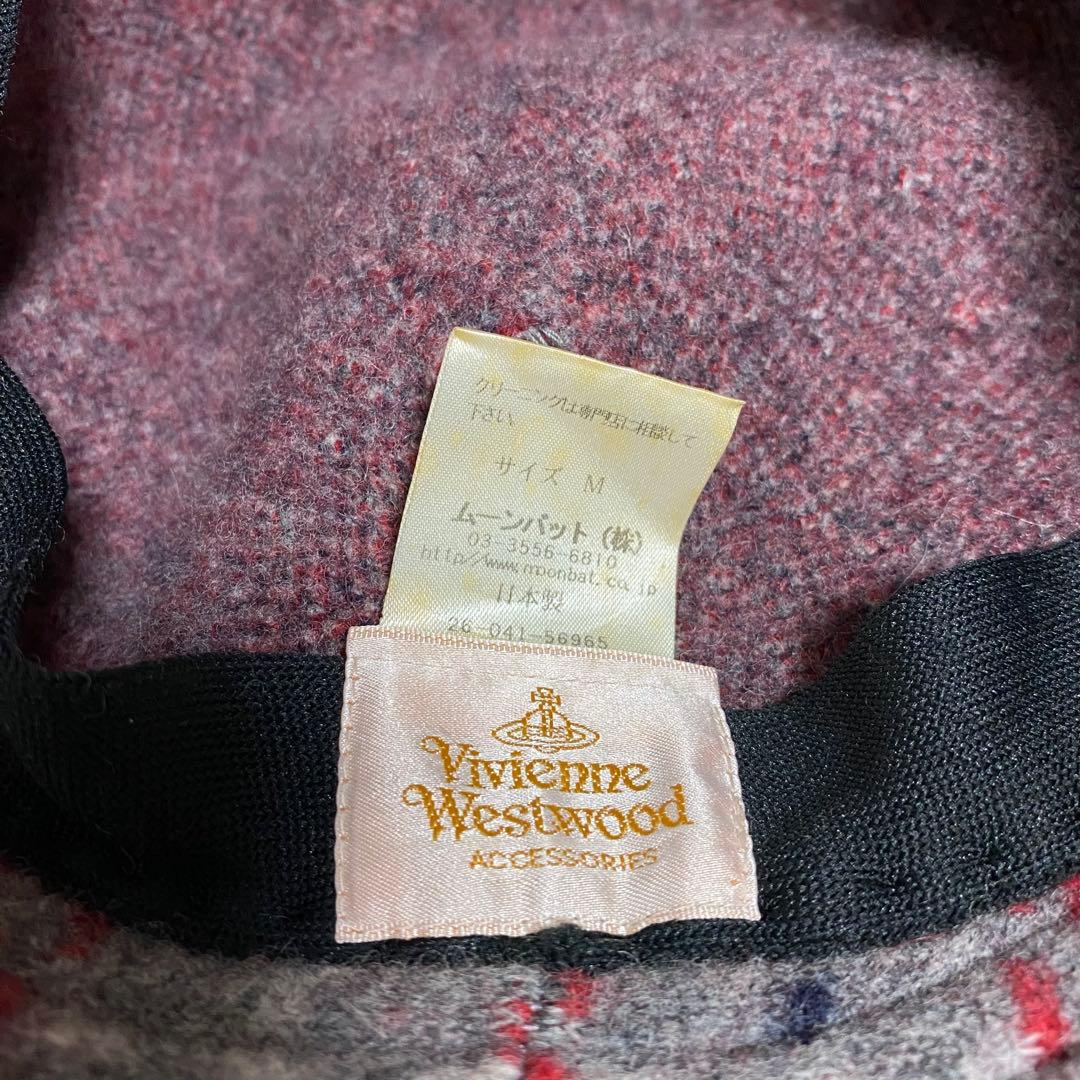 クリーニングは専門店に相談して
下さい
サイズ M
ムーンバット（株）
03-3556-6810
http://www.moonbat.co.jp
日本製
26-041-56965
Vivienne
Westwood
ACCESSORIES